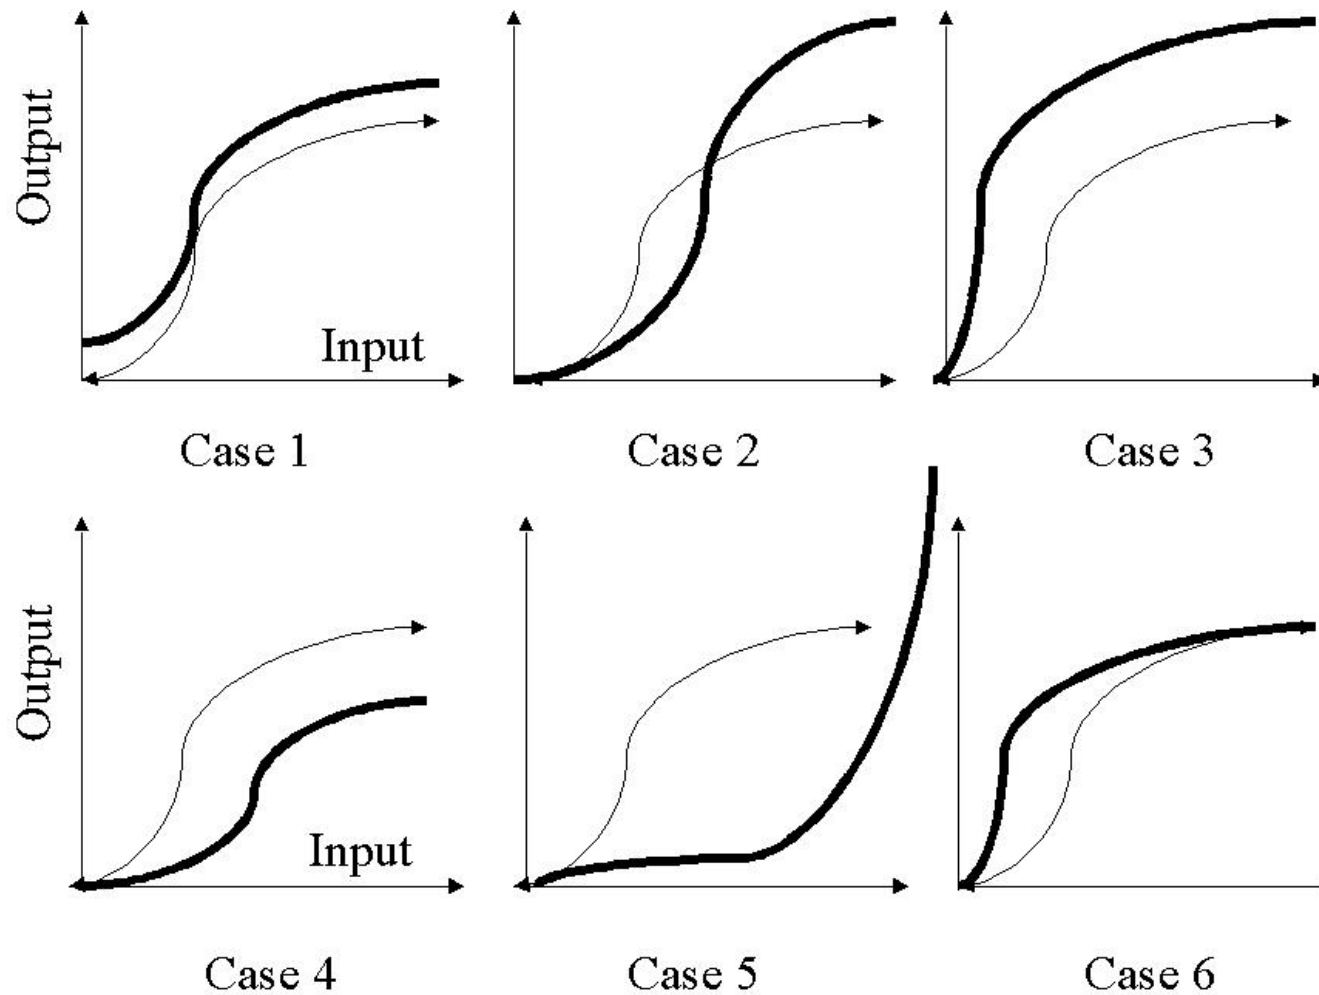 Output
Input
Case 1
Case 2
Case 3
Output
Input
Case 4
Case 5
Case 6